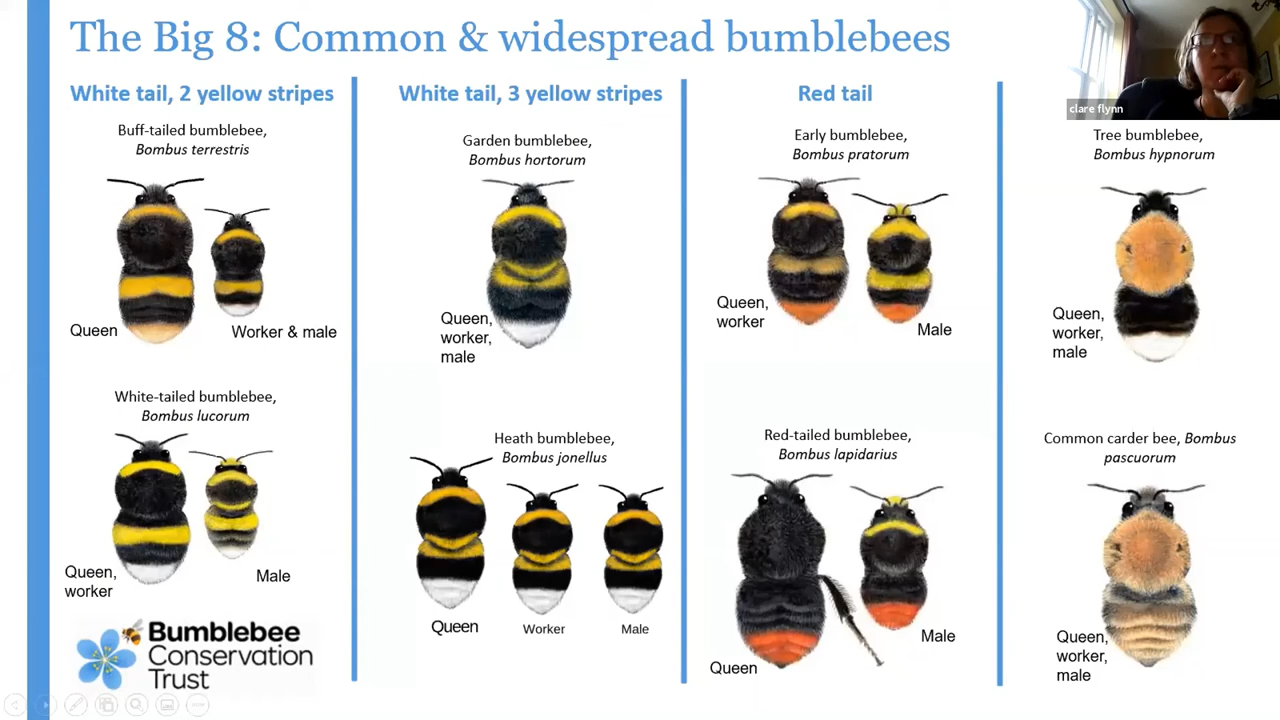 The Big 8: Common & widespread bumblebees
clare flynn
White tail, 2 yellow stripes
Buff-tailed bumblebee,
Bombus terrestris
Queen
Worker & male
White-tailed bumblebee,
Bombus lucorum
Queen,
worker
Male
Bumblebee
Conservation
Trust
White tail, 3 yellow stripes
Garden bumblebee,
Bombus hortorum
Queen,
worker,
male
Heath bumblebee,
Bombus jonellus
Queen
Worker
Male
Red tail
Early bumblebee,
Bombus pratorum
Queen,
worker
Male
Red-tailed bumblebee,
Bombus lapidarius
Queen
Male
Tree bumblebee,
Bombus hypnorum
Queen,
worker,
male
Common carder bee, Bombus
pascuorum
Queen,
worker,
male